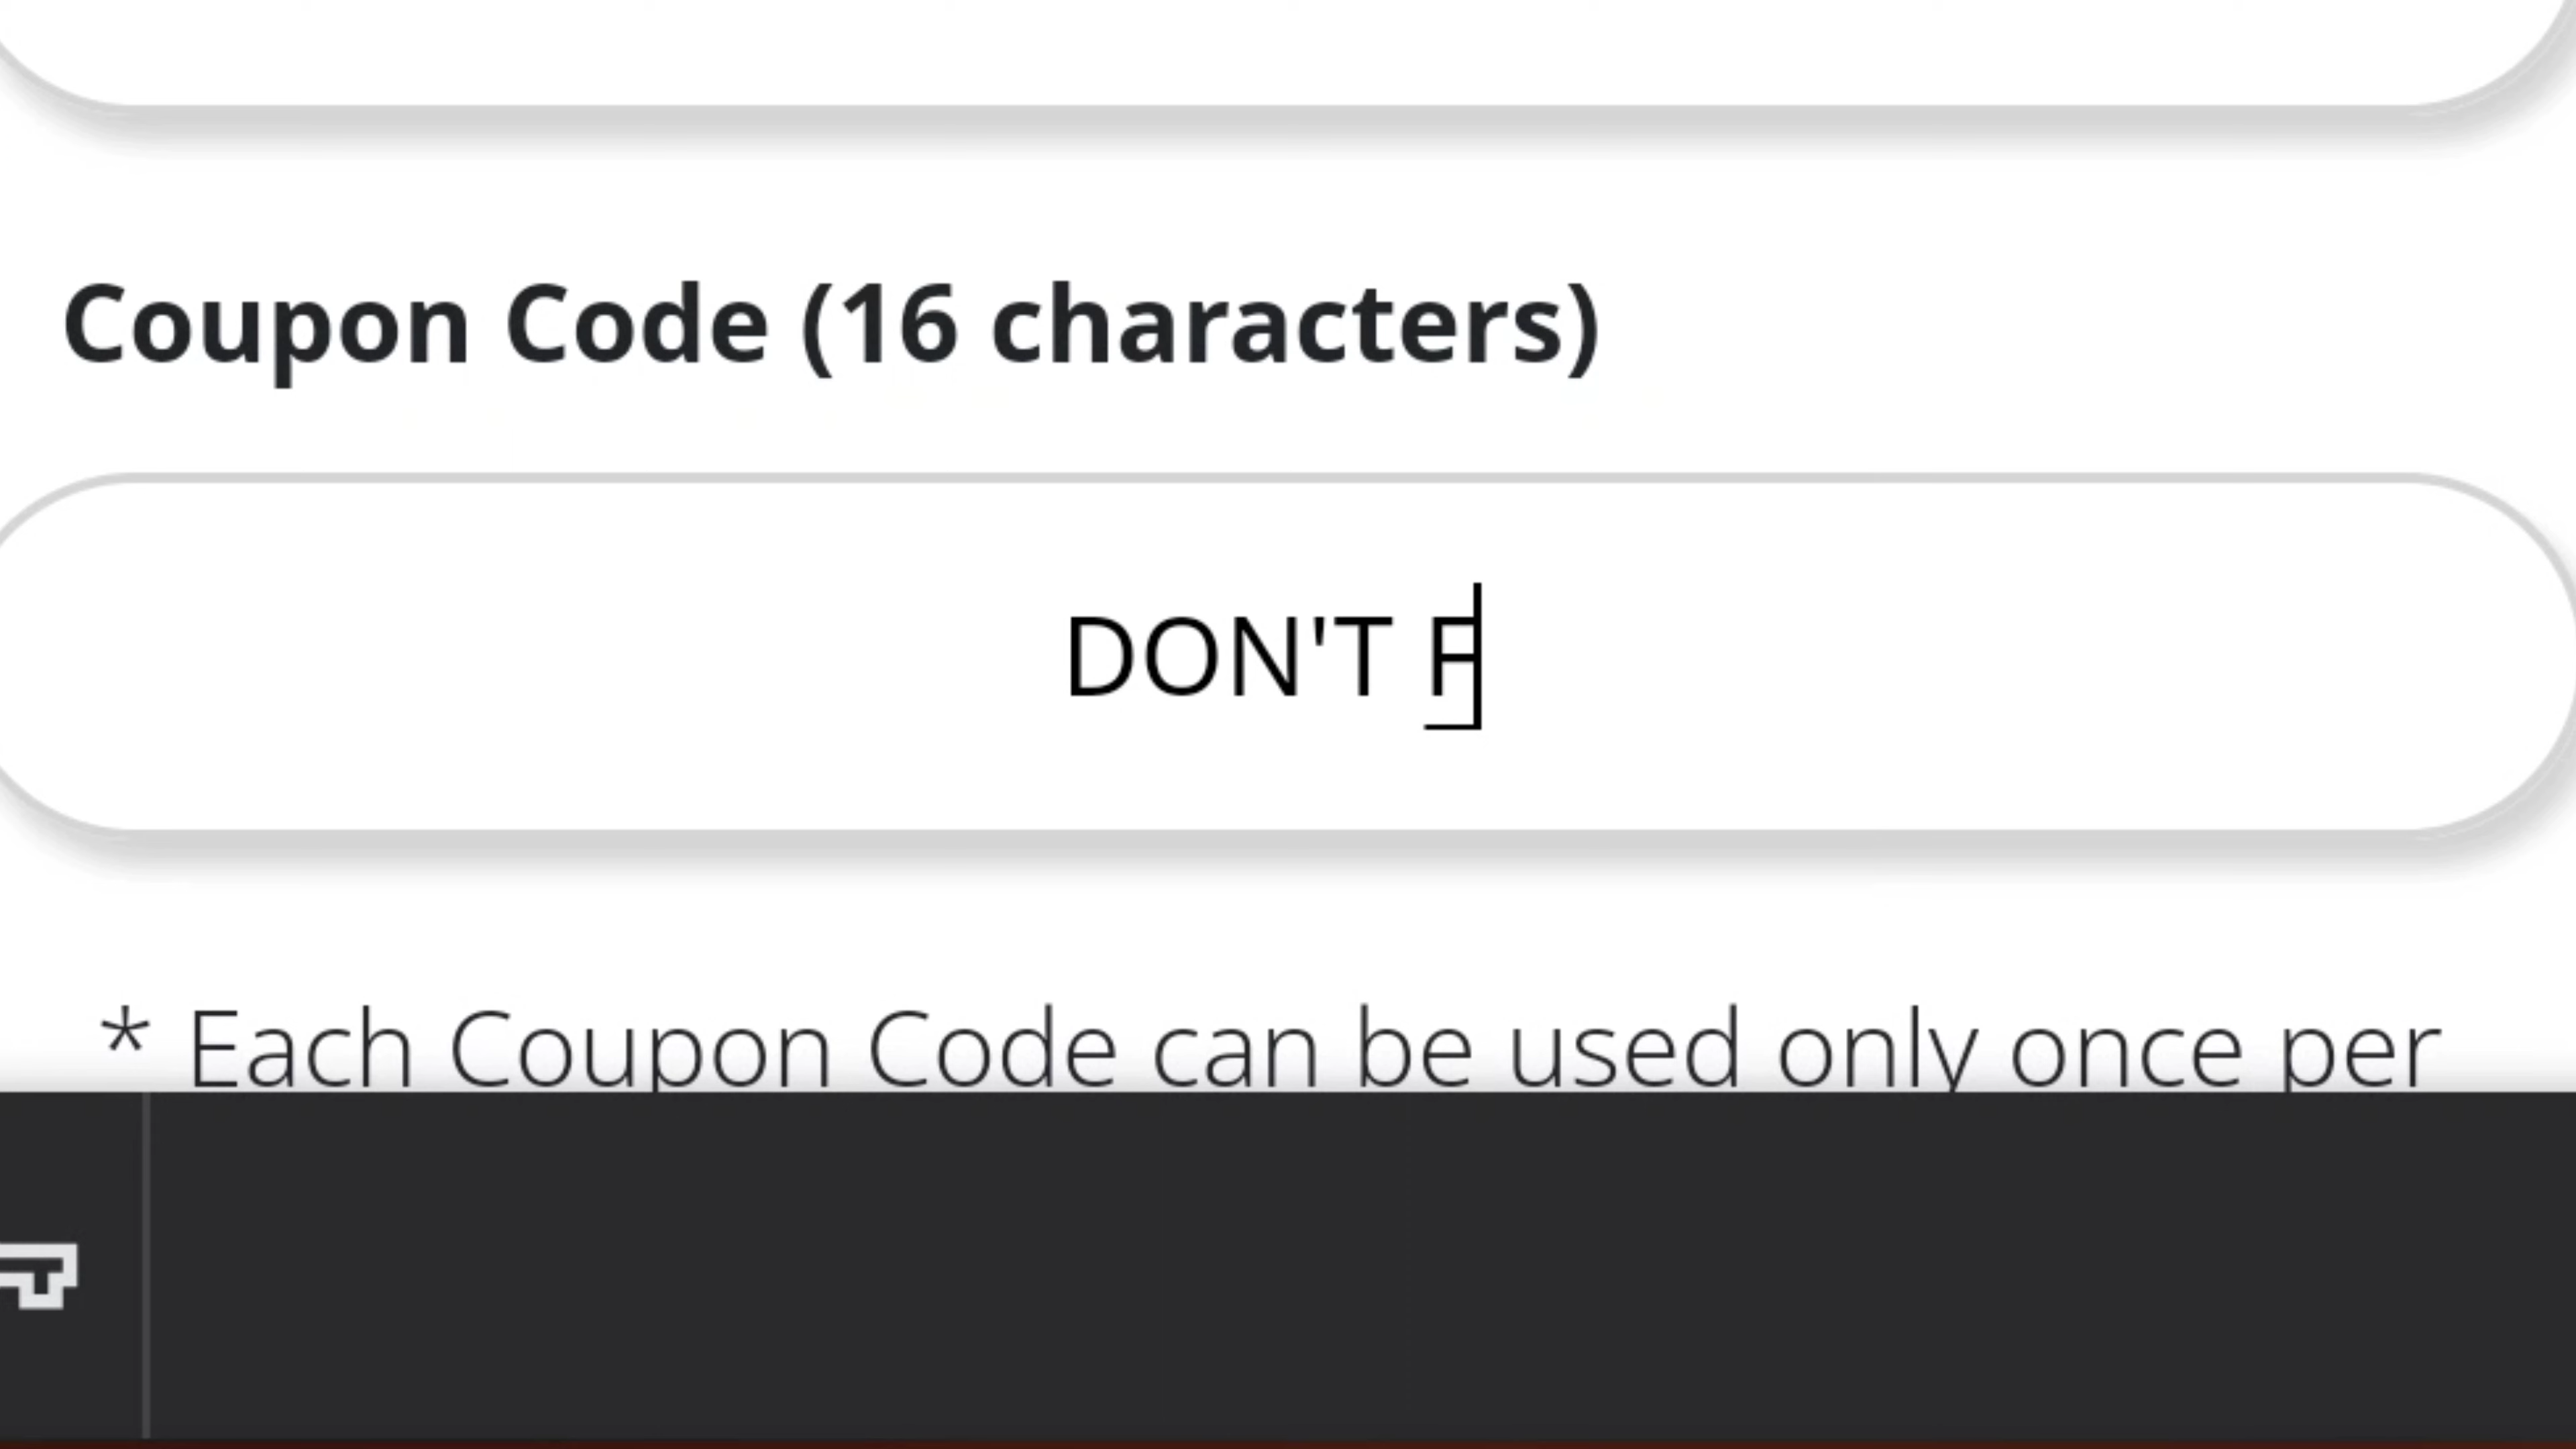 Coupon Code (16 characters)
DON'T F
* Each Coupon Code can be used only once per